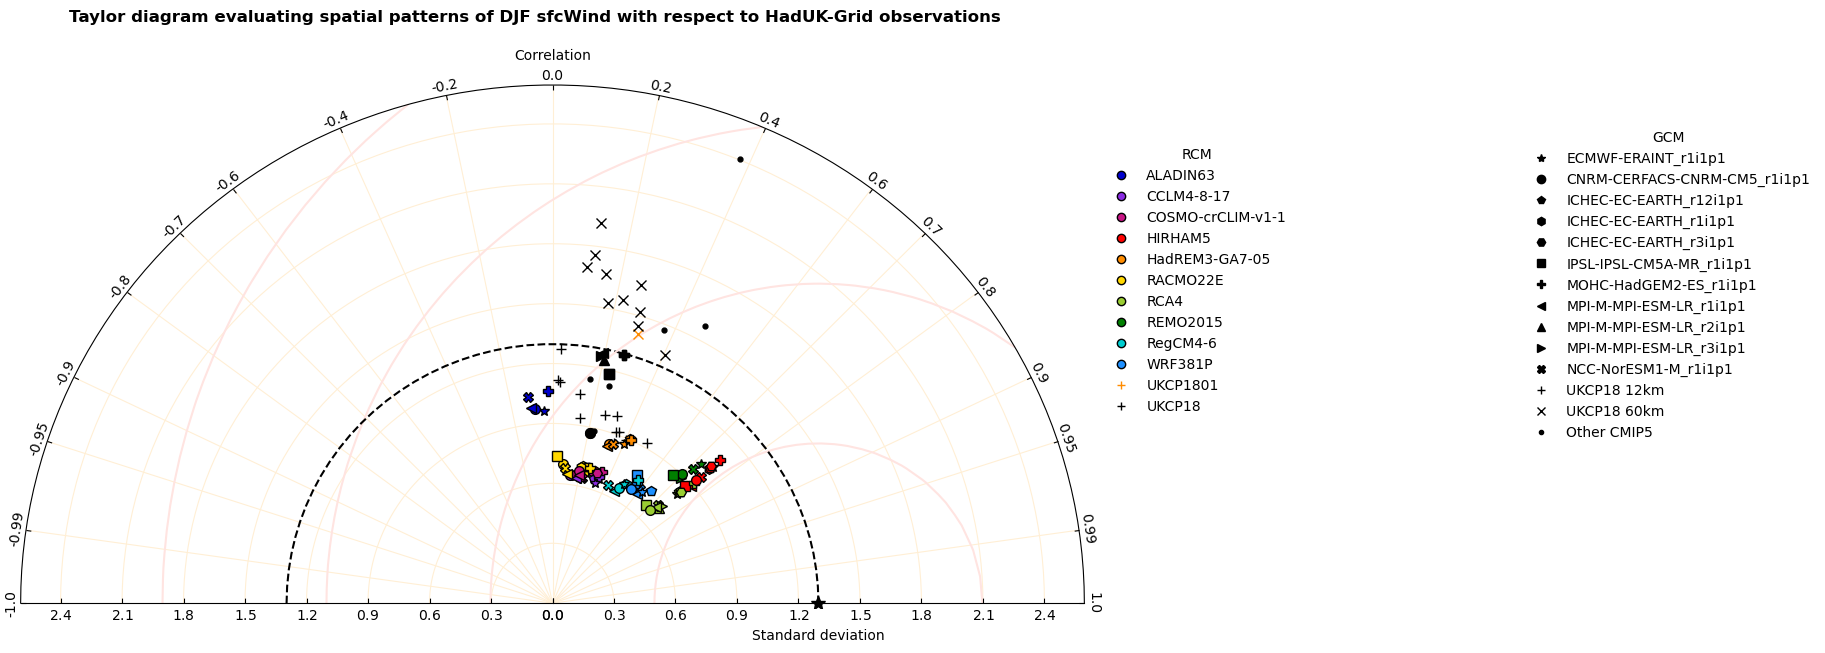 Taylor diagram evaluating spatial patterns of DJF sfcWind with respect to HadUK-Grid observations
Correlation
0.0
-0.2
0.2
-0.4
0.4
-0.6
0.6
-0.7
0.7
-0.8
0.8
-0.9
0.9
-0.95
0.95
-0.99
0.99
-1.0
1.0
2.4 2.1 1.8 1.5 1.2 0.9 0.6 0.3 0.0 0.3 0.6 0.9 1.2 1.5 1.8 2.1 2.4
Standard deviation
RCM
ALADIN63
CCLM4-8-17
COSMO-crCLIM-v1-1
HIRHAM5
HadREM3-GA7-05
RACMO22E
RCA4
REMO2015
RegCM4-6
WRF381P
UKCP1801
UKCP18
GCM
ECMWF-ERAINT_r1i1p1
CNRM-CERFACS-CNRM-CM5_r1i1p1
ICHEC-EC-EARTH_r12i1p1
ICHEC-EC-EARTH_r1i1p1
ICHEC-EC-EARTH_r3i1p1
IPSL-IPSL-CM5A-MR_r1i1p1
MOHC-HadGEM2-ES_r1i1p1
MPI-M-MPI-ESM-LR_r1i1p1
MPI-M-MPI-ESM-LR_r2i1p1
MPI-M-MPI-ESM-LR_r3i1p1
NCC-NorESM1-M_r1i1p1
UKCP18 12km
UKCP18 60km
Other CMIP5